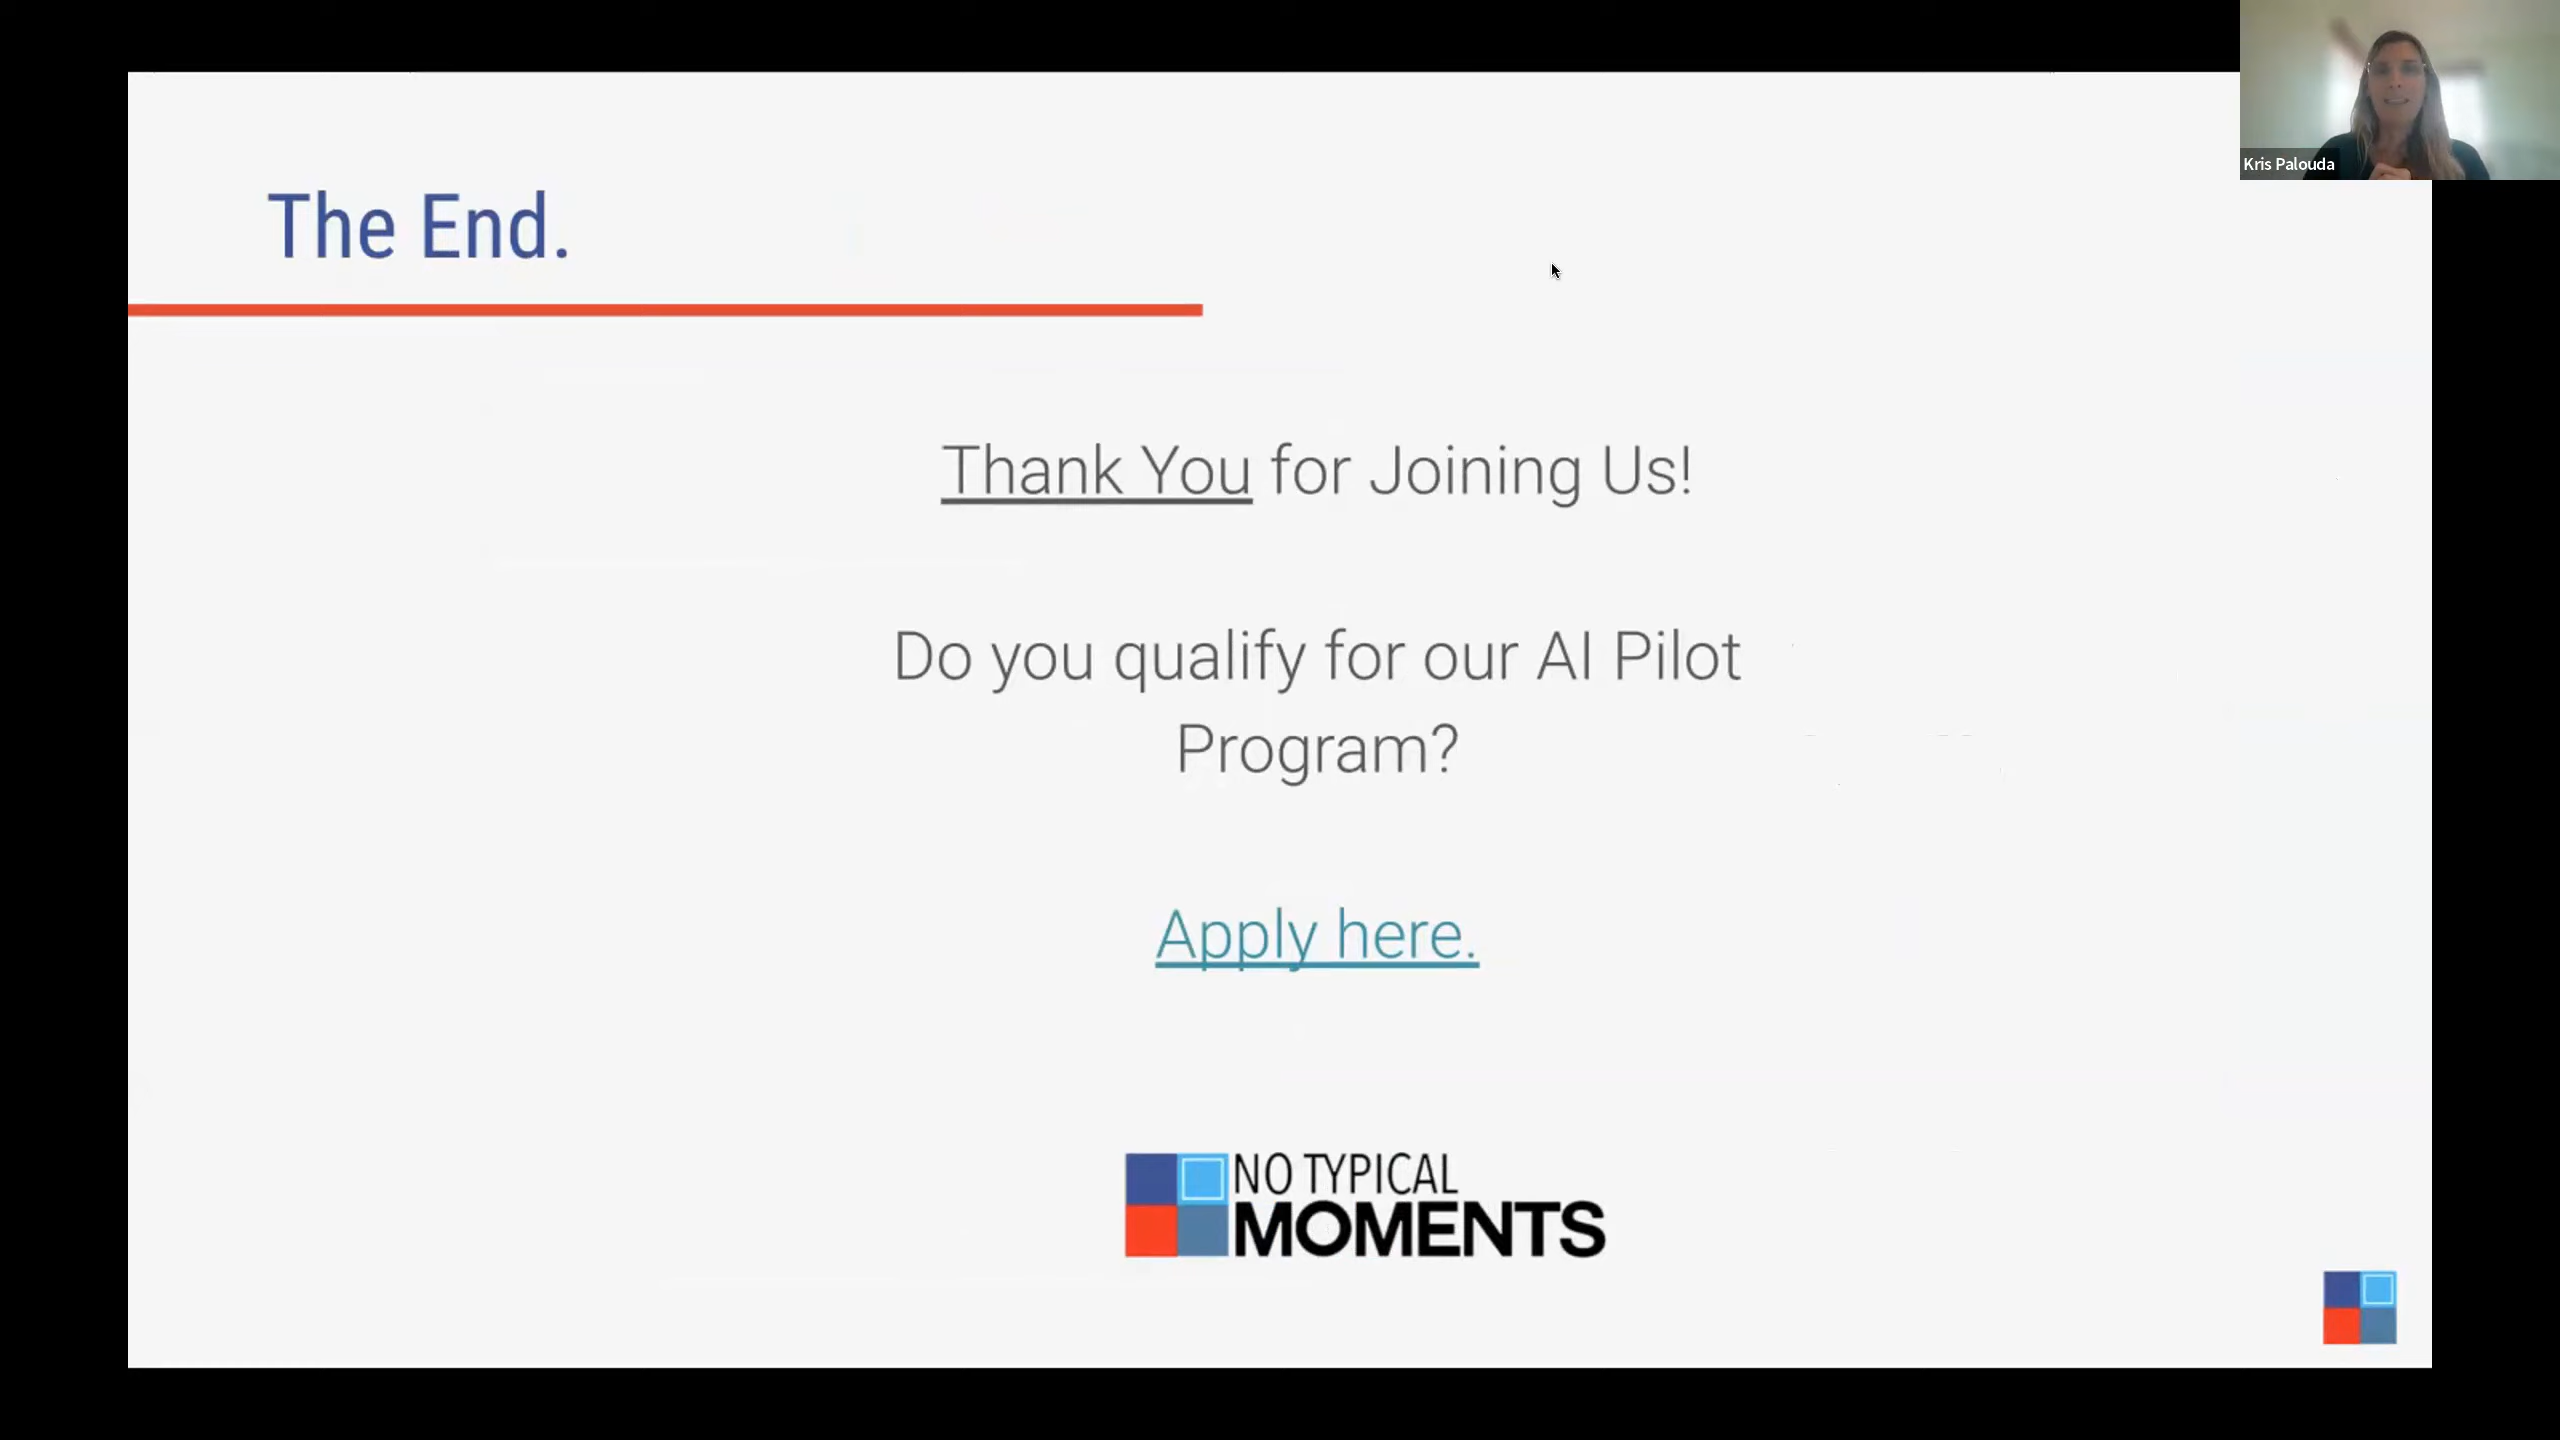 Kris Palouda
The End.
Thank You for Joining Us!
Do you qualify for our AI Pilot
Program?
Apply here.
NO TYPICAL
MOMENTS